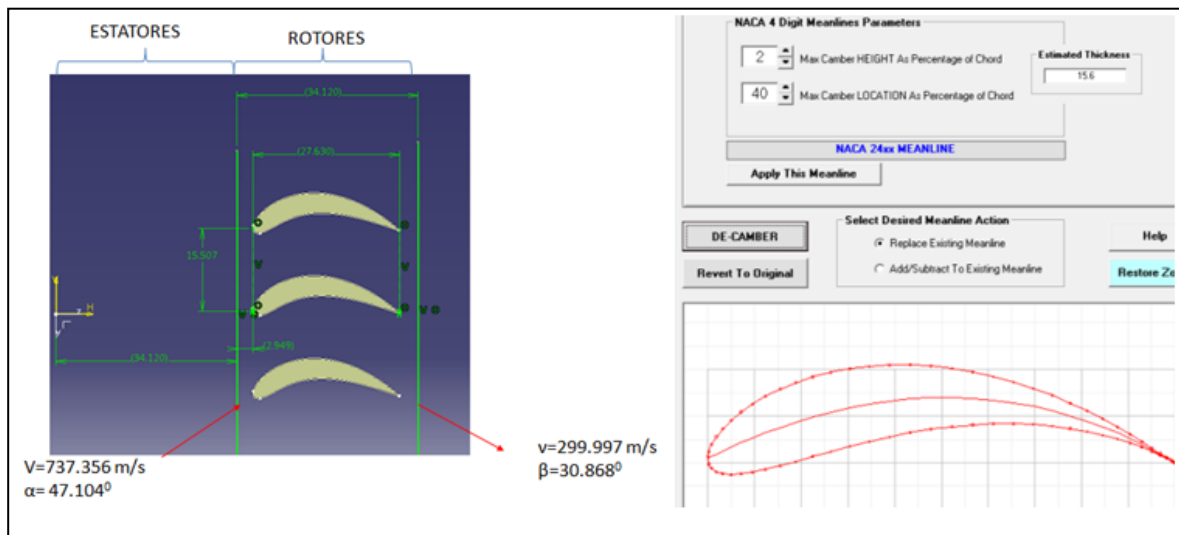 ESTATORES
ROTORES
(34.120)
(27.630)
15.507
(2.949)
(34.120)
V=737.356 m/s
α= 47.104⁰
v=299.997 m/s
β=30.868⁰
NACA 4 Digit Meanlines Parameters
2 Max Camber HEIGHT As Percentage of Chord
40 Max Camber LOCATION As Percentage of Chord
Estimated Thickness
15.6
NACA 24xx MEANLINE
Apply This Meanline
DE-CAMBER
Revert To Original
Select Desired Meanline Action
Replace Existing Meanline
Add/Subtract To Existing Meanline
Help
Restore Zo